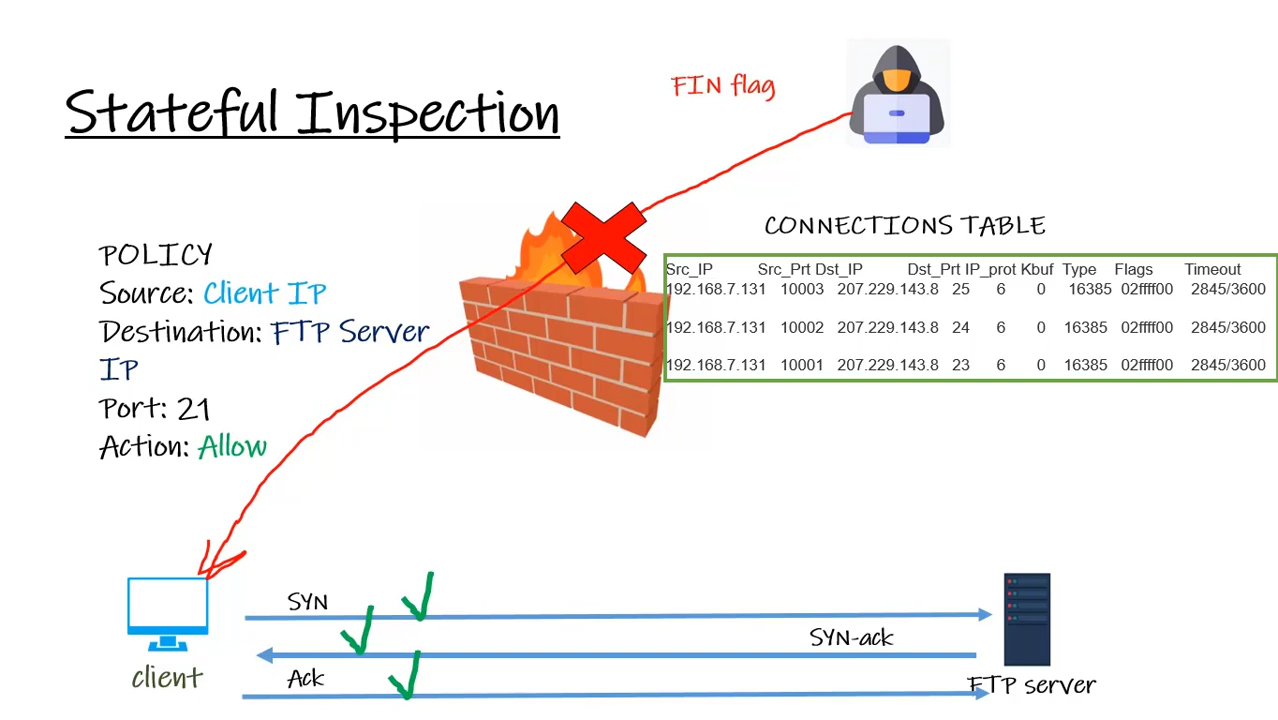 Stateful Inspection
FIN flag
POLICY
Source: Client IP
Destination: FTP Server
IP
Port: 21
Action: Allow
CONNECTIONS TABLE
Src_IP Src_Prt Dst_IP Dst_Prt IP_prot Kbuf Type Flags Timeout
192.168.7.131 10003 207.229.143.8 25 6 0 16385 02ffff00 2845/3600
192.168.7.131 10002 207.229.143.8 24 6 0 16385 02ffff00 2845/3600
192.168.7.131 10001 207.229.143.8 23 6 0 16385 02ffff00 2845/3600
SYN
SYN-ack
Ack
client
FTP server